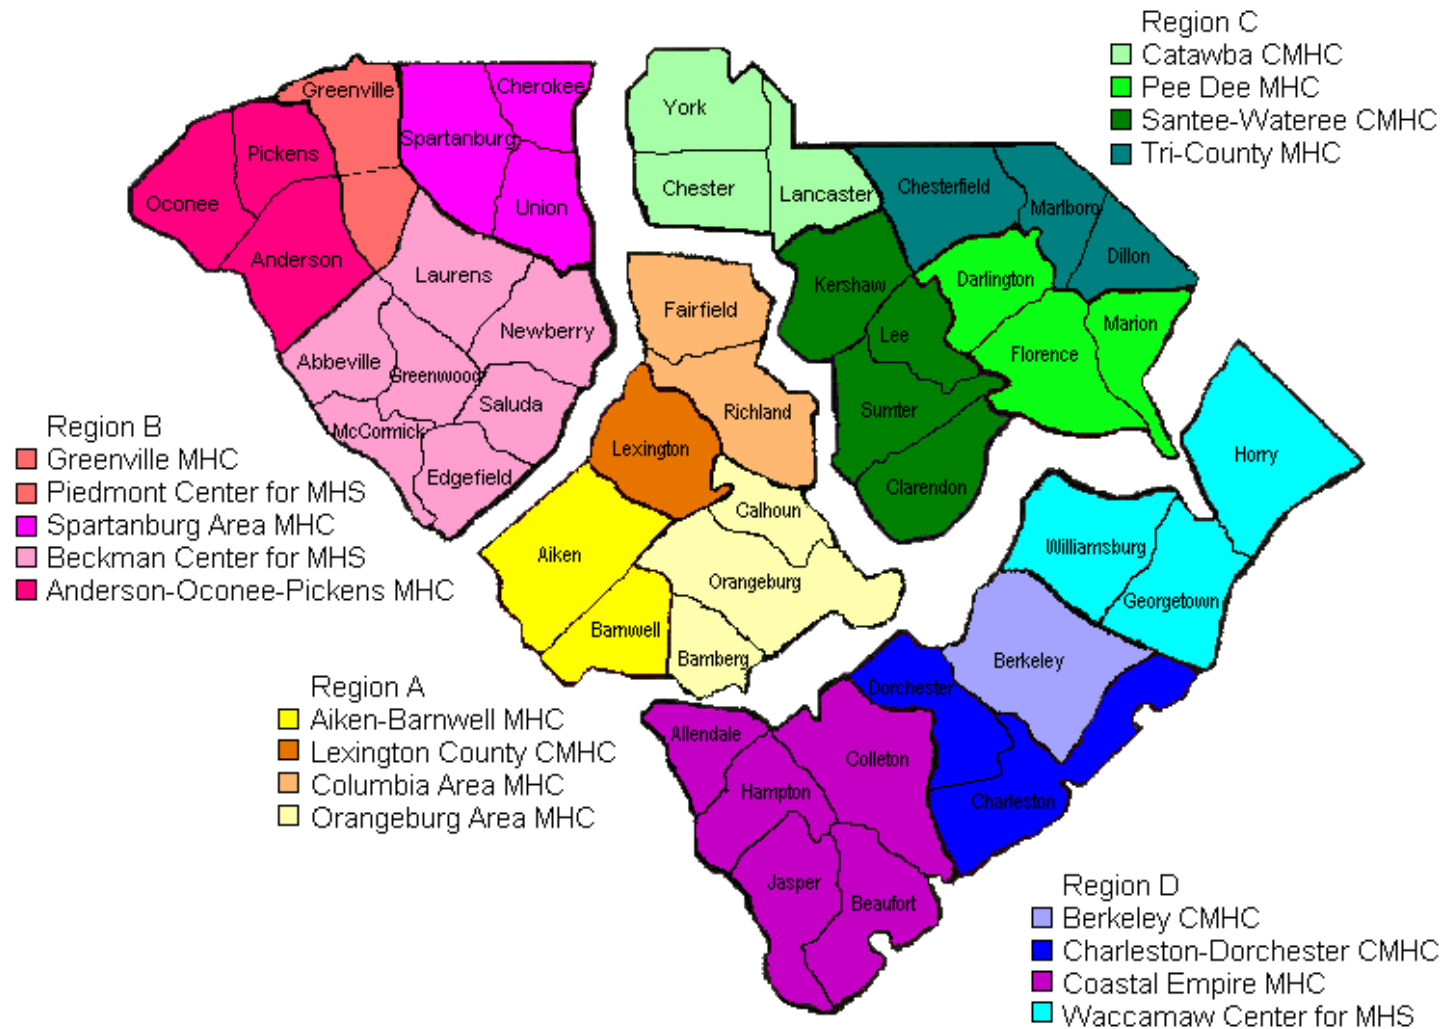 Region C
Catawba CMHC
Pee Dee MHC
Santee-Wateree CMHC
Tri-County MHC
Greenville
Cherokee
Spartanburg
Pickens
Oconee
Union
Anderson
Laurens
Newberry
Abbeville
Greenwood
Saluda
McCormick
Edgefield
York
Chester
Lancaster
Chesterfield
Marlboro
Dillon
Kershaw
Darlington
Lee
Marion
Florence
Sumter
Clarendon
Fairfield
Richland
Lexington
Calhoun
Aiken
Orangeburg
Barnwell
Bamberg
Horry
Williamsburg
Georgetown
Berkeley
Dorchester
Charleston
Allendale
Colleton
Hampton
Jasper
Beaufort
Region B
Greenville MHC
Piedmont Center for MHS
Spartanburg Area MHC
Beckman Center for MHS
Anderson-Oconee-Pickens MHC
Region A
Aiken-Barnwell MHC
Lexington County CMHC
Columbia Area MHC
Orangeburg Area MHC
Region D
Berkeley CMHC
Charleston-Dorchester CMHC
Coastal Empire MHC
Waccamaw Center for MHS